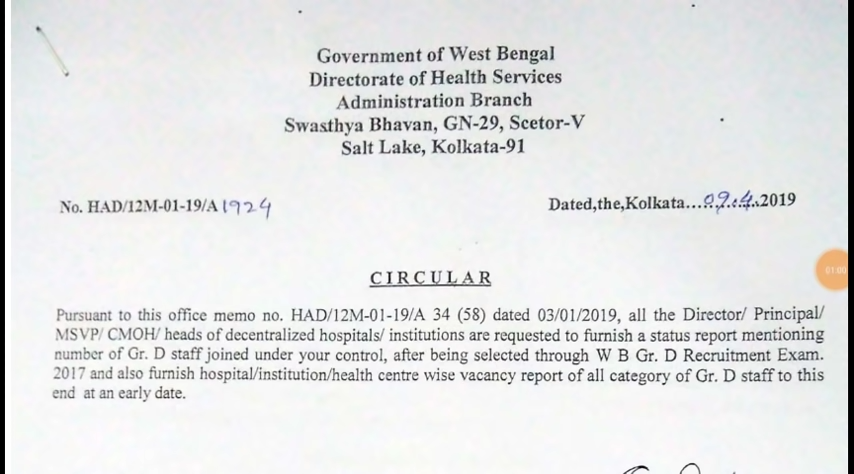 Government of West Bengal
Directorate of Health Services
Administration Branch
Swasthya Bhavan, GN-29, Scetor-V
Salt Lake, Kolkata-91
No. HAD/12M-01-19/A 1924
Dated,the,Kolkata...09.4..2019
CIRCULAR
Pursuant to this office memo no. HAD/12M-01-19/A 34 (58) dated 03/01/2019, all the Director/ Principal/
MSVP/ CMOH/ heads of decentralized hospitals/ institutions are requested to furnish a status report mentioning
number of Gr. D staff joined under your control, after being selected through W B Gr. D Recruitment Exam.
2017 and also furnish hospital/institution/health centre wise vacancy report of all category of Gr. D staff to this
end at an early date.
01:00